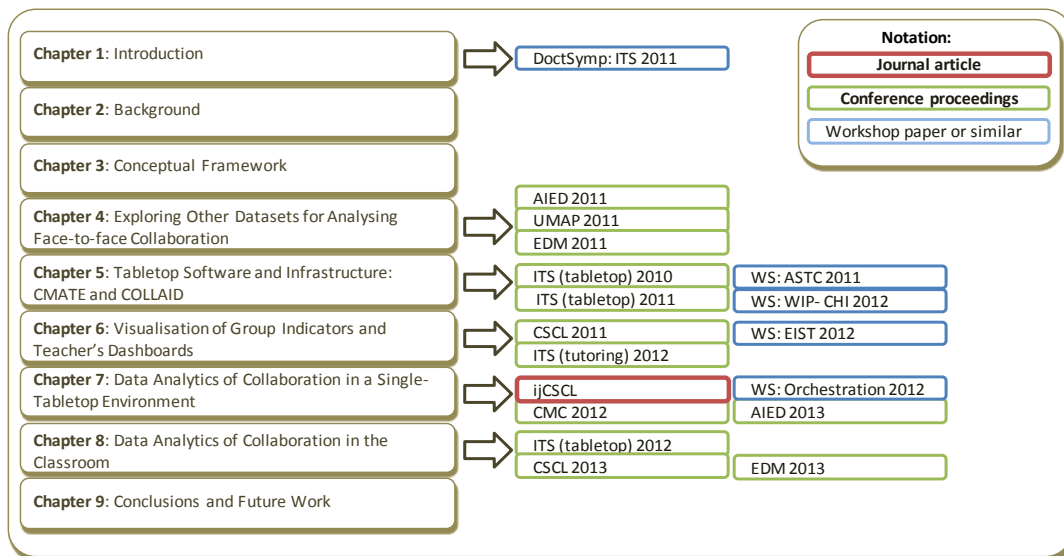 Chapter 1: Introduction
DoctSymp: ITS 2011
Notation:
Journal article
Conference proceedings
Workshop paper or similar
Chapter 2: Background
Chapter 3: Conceptual Framework
Chapter 4: Exploring Other Datasets for Analysing
Face-to-face Collaboration
AIED 2011
UMAP 2011
EDM 2011
Chapter 5: Tabletop Software and Infrastructure:
CMATE and COLLAID
ITS (tabletop) 2010
WS: ASTC 2011
ITS (tabletop) 2011
WS: WIP- CHI 2012
Chapter 6: Visualisation of Group Indicators and
Teacher's Dashboards
CSCL 2011
WS: EIST 2012
ITS (tutoring) 2012
Chapter 7: Data Analytics of Collaboration in a Single-
Tabletop Environment
ijCSCL
WS: Orchestration 2012
CMC 2012
AIED 2013
Chapter 8: Data Analytics of Collaboration in the
Classroom
ITS (tabletop) 2012
CSCL 2013
EDM 2013
Chapter 9: Conclusions and Future Work